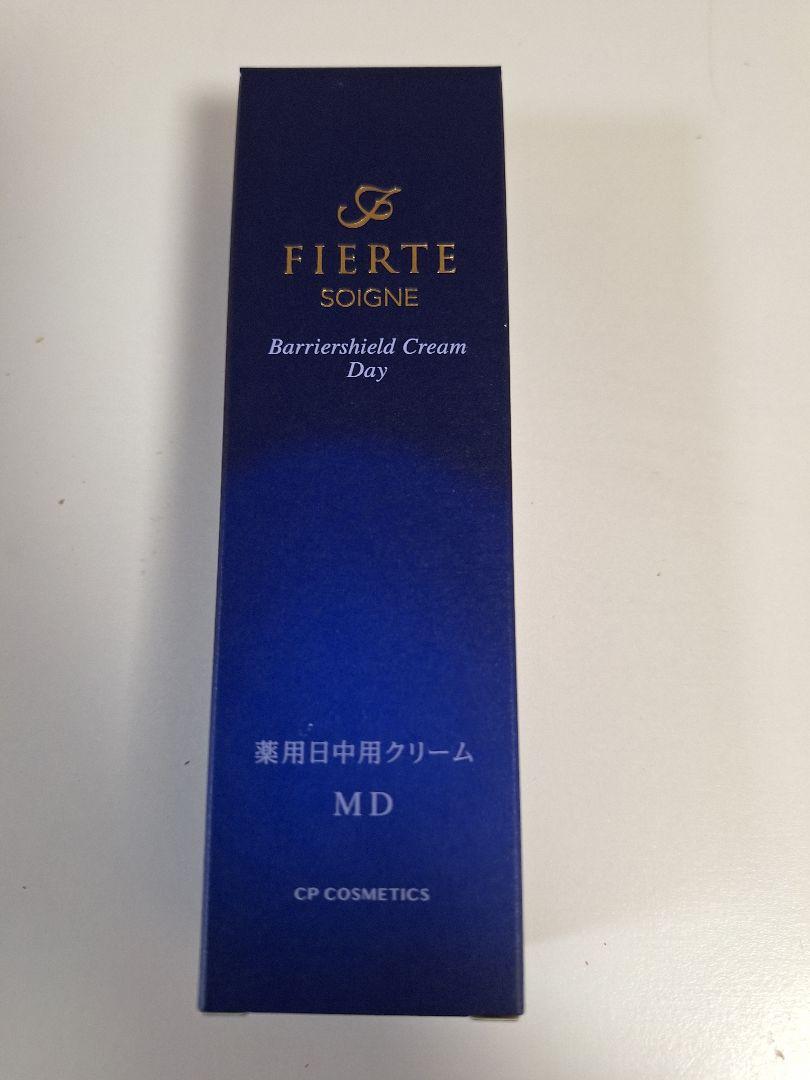 FIERTE
SOIGNE
Barriershield Cream
Day
薬用日中用クリーム
MD
CP COSMETICS